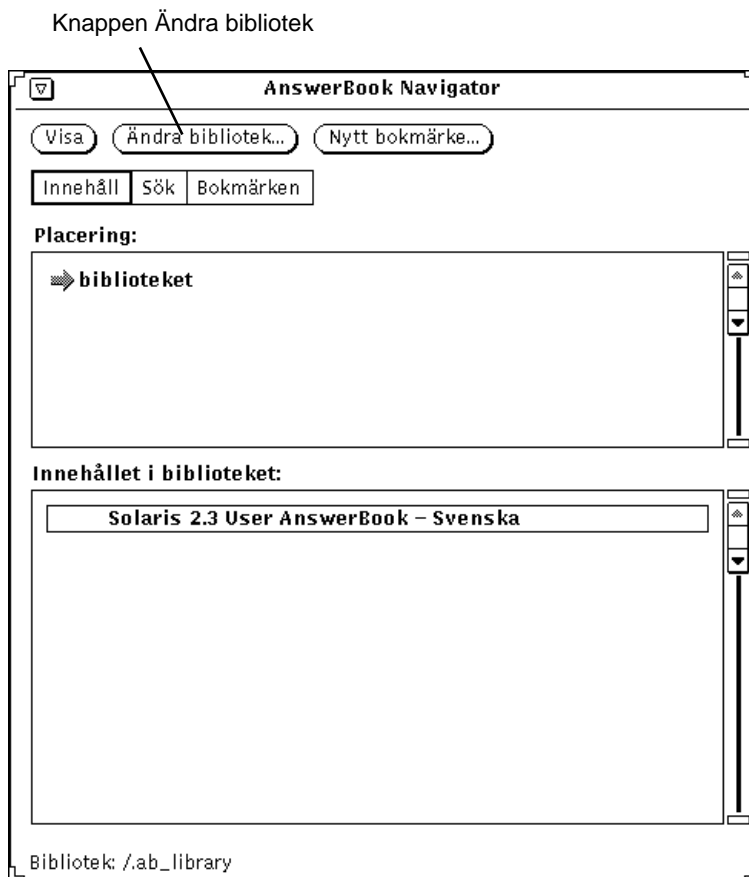 Knappen Ändra bibliotek
AnswerBook Navigator
Visa Ändra bibliotek... Nytt bokmärke...
Innehåll Sök Bokmärken
Placering:
biblioteket
Innehållet i biblioteket:
Solaris 2.3 User AnswerBook – Svenska
Bibliotek: /.ab_library